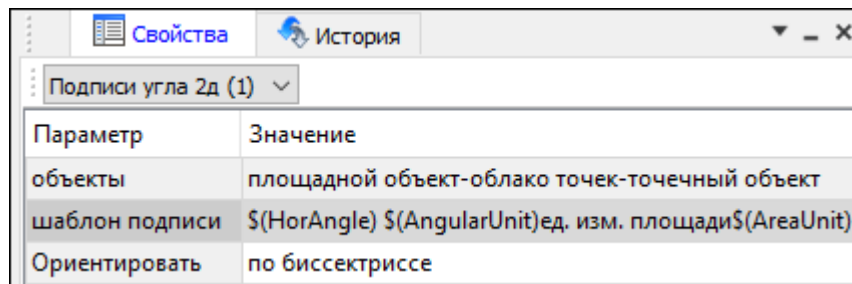 Свойства История
Подписи угла 2д (1)
Параметр Значение
объекты площадной объект-облако точек-точечный объект
шаблон подписи $(HorAngle) $(AngularUnit)ед. изм. площади$(AreaUnit)
Ориентировать по биссектриссе